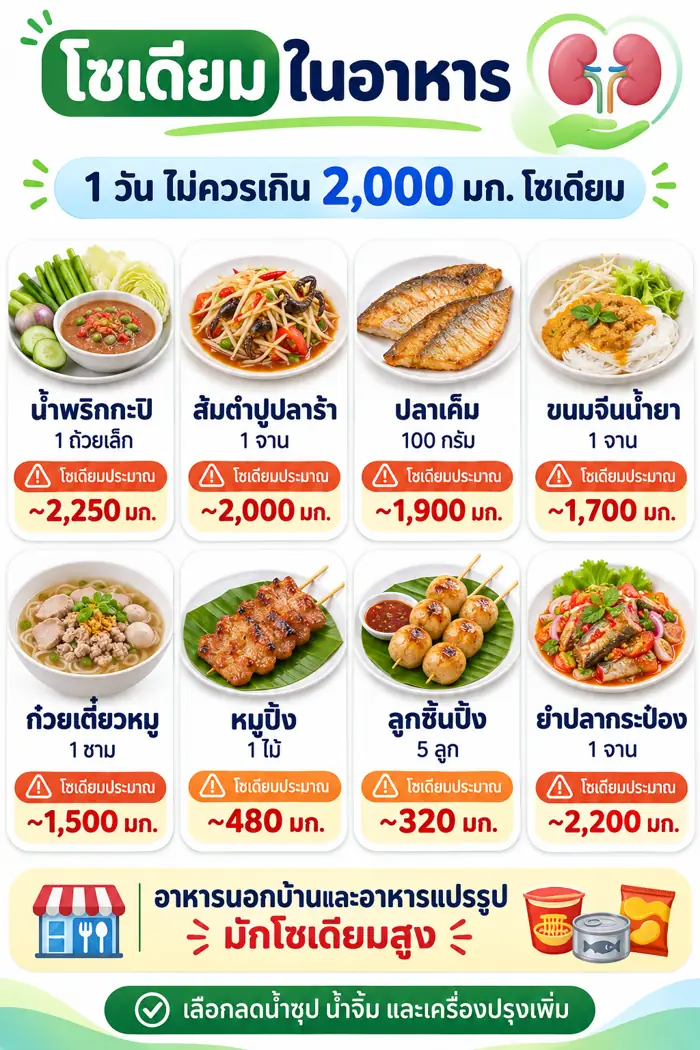 โซเดียม ในอาหาร
1 วัน ไม่ควรเกิน 2,000 มก. โซเดียม
น้ำพริกกะปิ
1 ถ้วยเล็ก
โซเดียมประมาณ
~2,250 มก.
ส้มตำปูปลาร้า
1 จาน
โซเดียมประมาณ
~2,000 มก.
ปลาเค็ม
100 กรัม
โซเดียมประมาณ
~1,900 มก.
ขนมจีนน้ำยา
1 จาน
โซเดียมประมาณ
~1,700 มก.
ก๋วยเตี๋ยวหมู
1 ชาม
โซเดียมประมาณ
~1,500 มก.
หมูปิ้ง
1 ไม้
โซเดียมประมาณ
~480 มก.
ลูกชิ้นปิ้ง
5 ลูก
โซเดียมประมาณ
~320 มก.
ยำปลากระป๋อง
1 จาน
โซเดียมประมาณ
~2,200 มก.
อาหารนอกบ้านและอาหารแปรรูป
มักโซเดียมสูง
เลือกลดน้ำซุป น้ำจิ้ม และเครื่องปรุงเพิ่ม